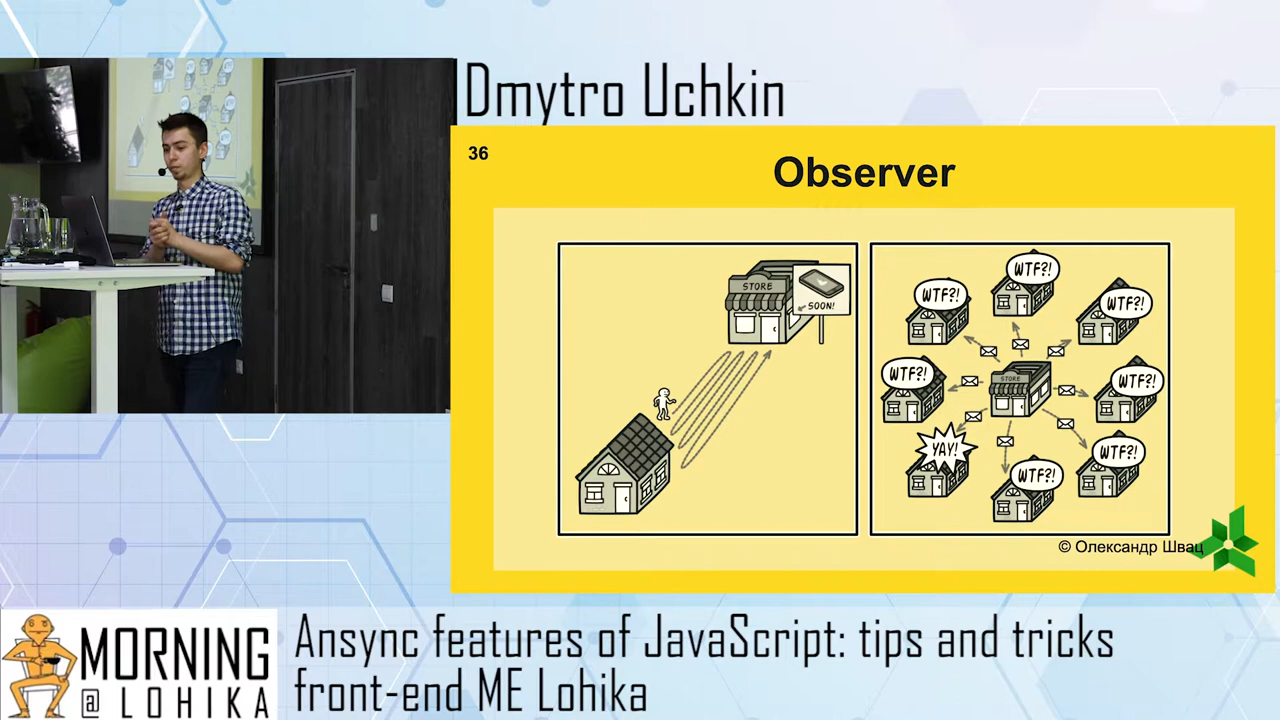 Dmytro Uchkin
36
Observer
STORE
SOON!
WTF?!
WTF?!
WTF?!
WTF?!
STORE
WTF?!
YAY!
WTF?!
WTF?!
© Олександр Швац
MORNING
@ LOHIKA
Ansync features of JavaScript: tips and tricks
front-end ME Lohika